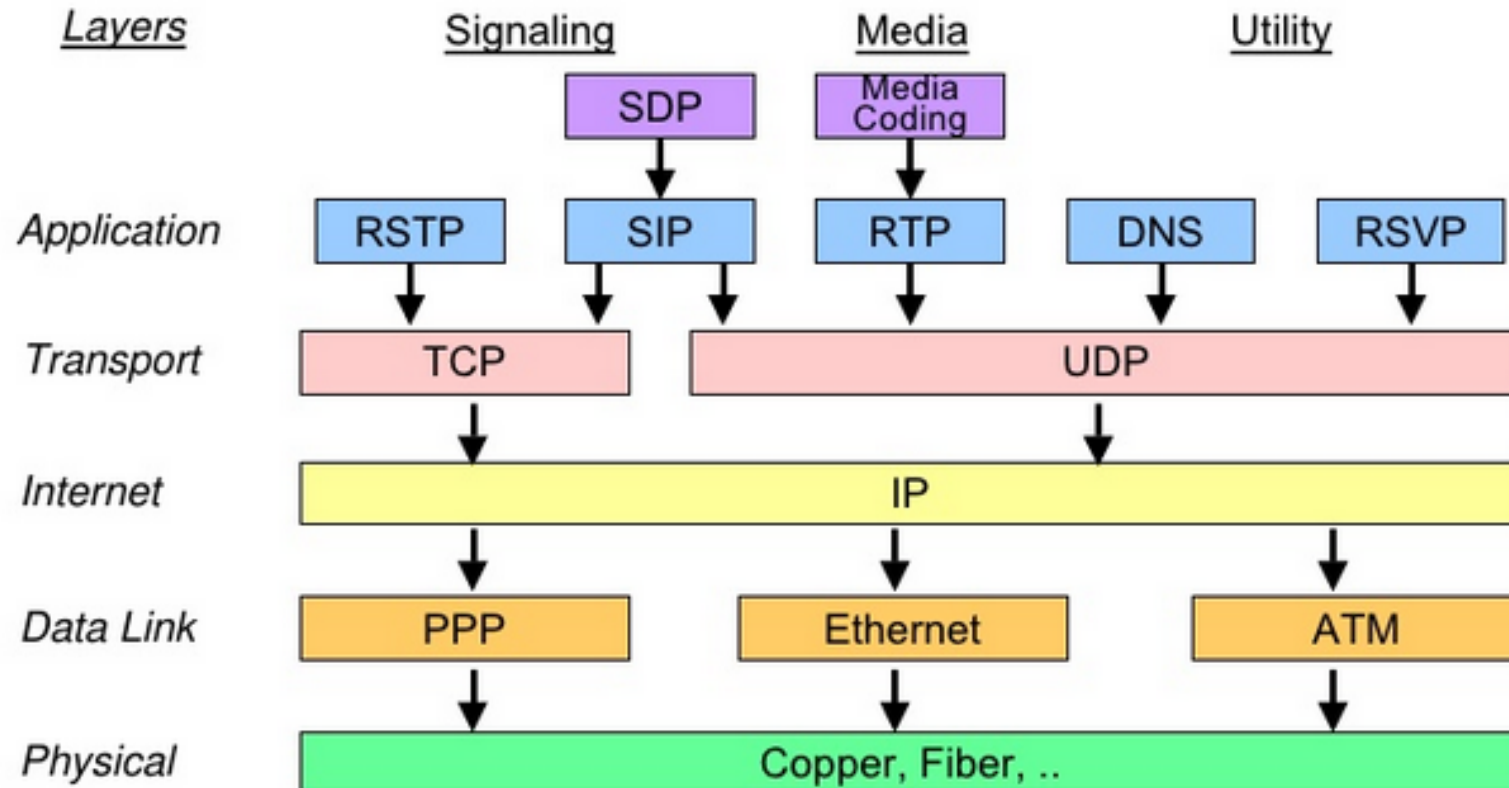 Layers Signaling Media Utility
SDP Media
Coding
Application RSTP SIP RTP DNS RSVP
Transport TCP UDP
Internet IP
Data Link PPP Ethernet ATM
Physical Copper, Fiber, ..